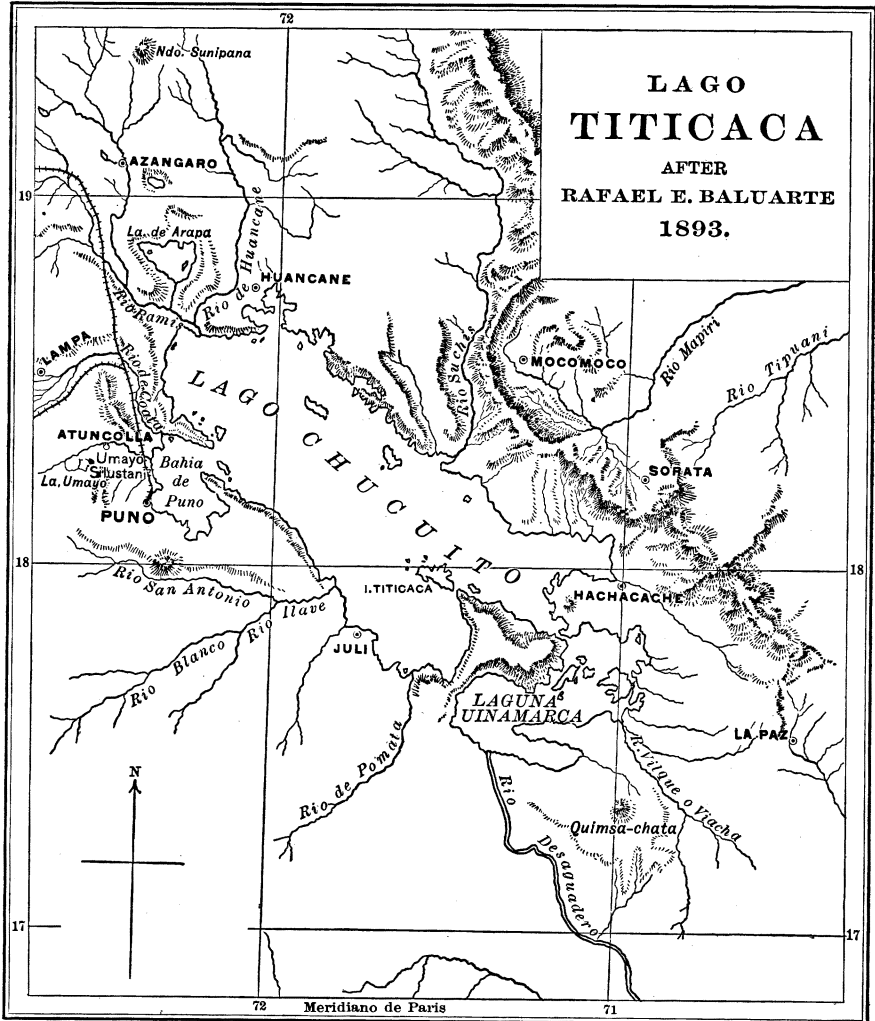 72
LAGO
TITICACA
AFTER
RAFAEL E. BALUARTE
1893.
Ndo. Sunipana
AZANGARO
19
La. de Arapa
Rio de Huancane
HUANCANE
Rio Ramis
LAMPA
Rio de Coata
Rio Suchis
MOCOMOCO
Rio Mapiri
Rio Tipuani
LAGO
CHUCUITO
ATUNCOLLA
Umayo
Silustani
La, Umayo
Bahia
de
Puno
PUNO
SORATA
18
18
Rio
San Antonio
I. TITICACA
HACHACACHE
Rio Ilave
JULI
Rio Blanco
LAGUNA
UINAMARCA
LA PAZ
Rio de Pomata
R. Vilque o Viacha
N
Rio
Desaguadero
Quimsa-chata
17
17
72
Meridiano de Paris
71